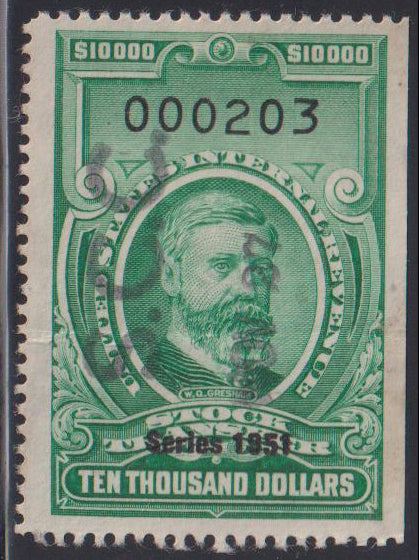 $10000 $10000
000203
UNITED STATES INTERNAL REVENUE
W.Q. GRESHAM
STOCK
TRANSFER
Series 1951
TEN THOUSAND DOLLARS